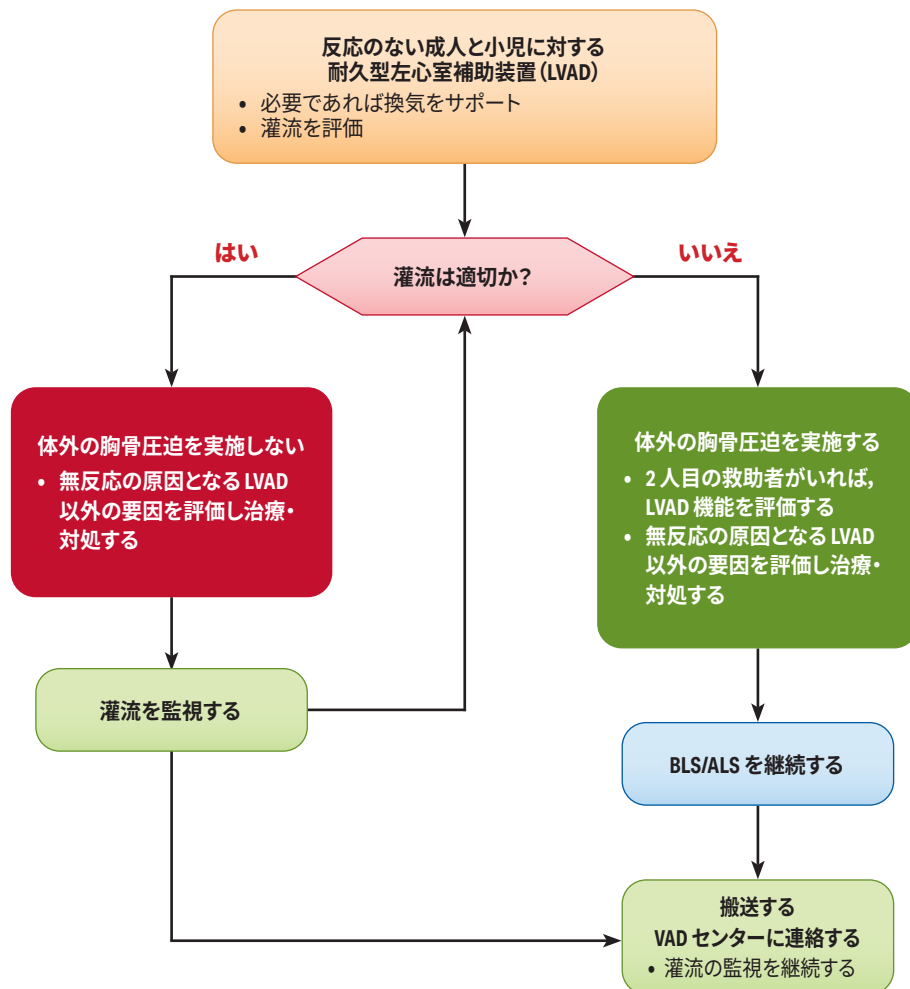 反応のない成人と小児に対する
耐久型左心室補助装置（LVAD）
• 必要であれば換気をサポート
• 灌流を評価
はい
灌流は適切か？
いいえ
体外の胸骨圧迫を実施しない
• 無反応の原因となる LVAD
以外の要因を評価し治療・
対処する
体外の胸骨圧迫を実施する
• 2 人目の救助者がいれば，
LVAD 機能を評価する
• 無反応の原因となる LVAD
以外の要因を評価し治療・
対処する
灌流を監視する
BLS/ALS を継続する
搬送する
VAD センターに連絡する
• 灌流の監視を継続する